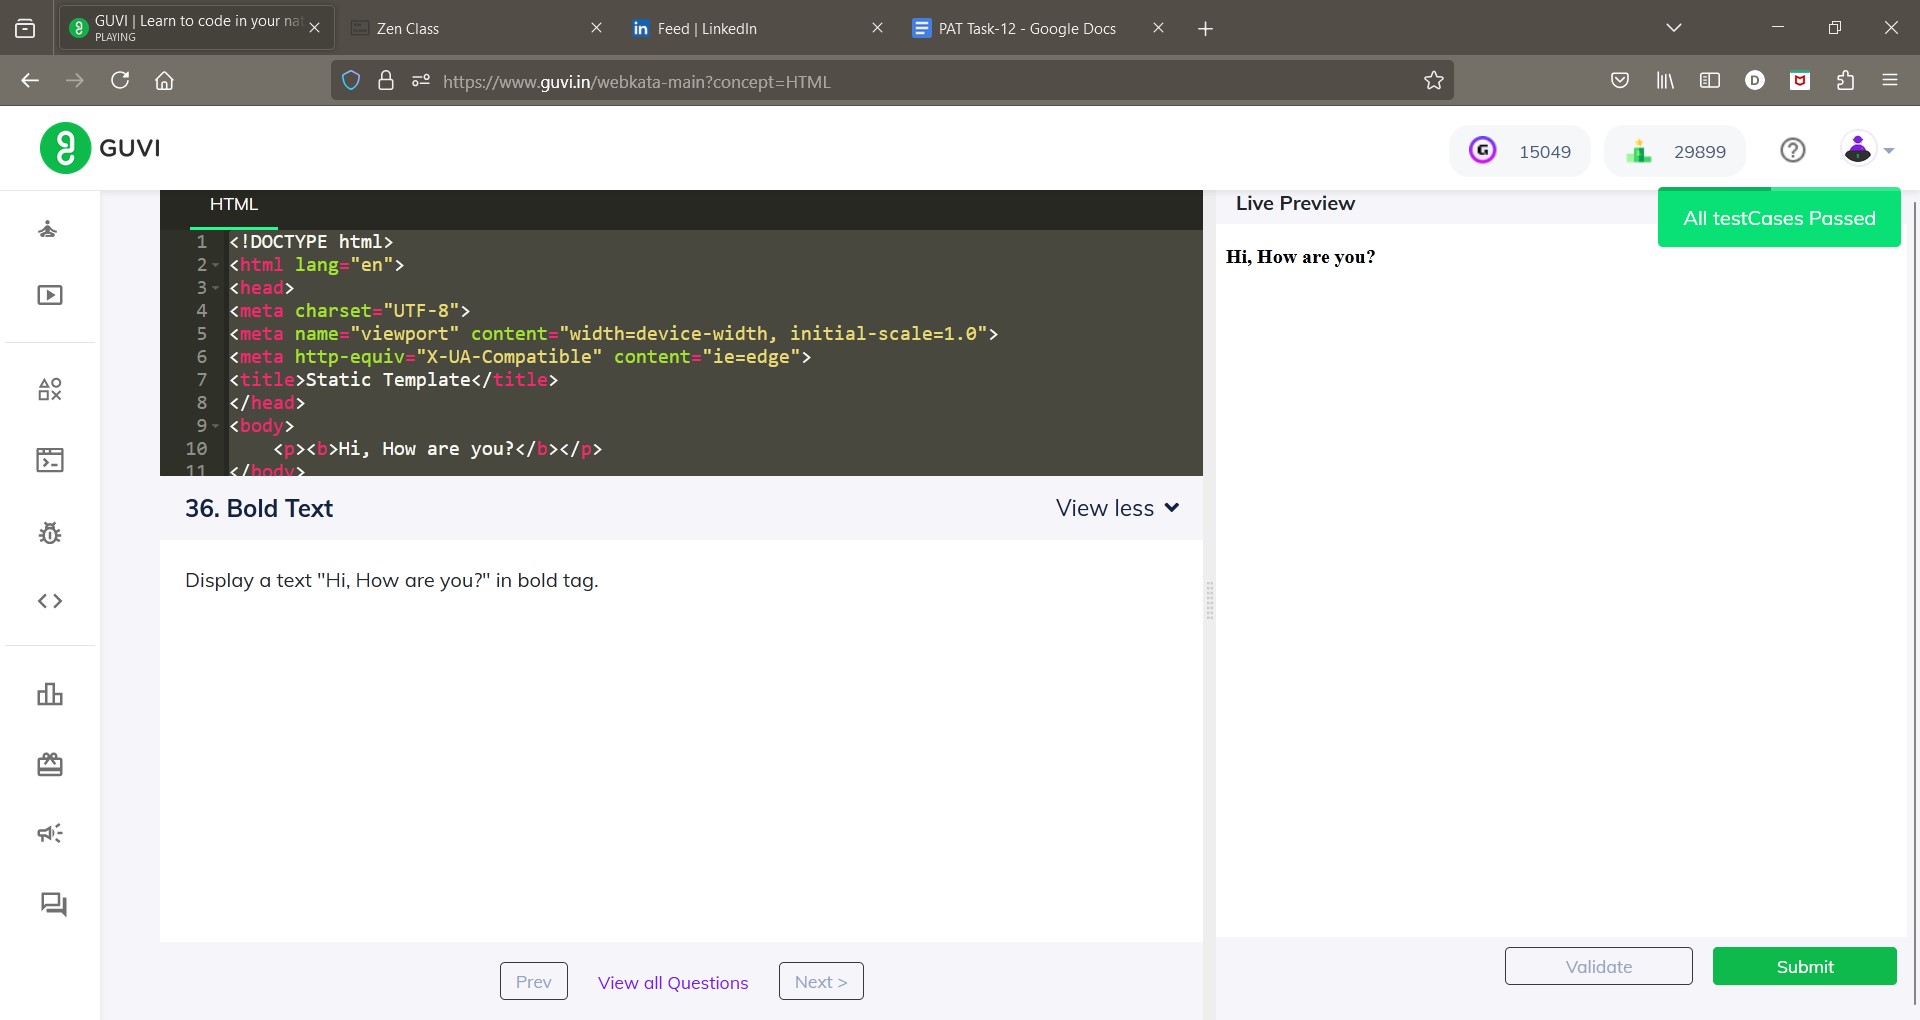 GUVI | Learn to code in your nat
PLAYING
Zen Class
Feed | LinkedIn
PAT Task-12 - Google Docs
https://www.guvi.in/webkata-main?concept=HTML
GUVI
15049
29899
HTML
1 <!DOCTYPE html>
2 <html lang="en">
3 <head>
4 <meta charset="UTF-8">
5 <meta name="viewport" content="width=device-width, initial-scale=1.0">
6 <meta http-equiv="X-UA-Compatible" content="ie=edge">
7 <title>Static Template</title>
8 </head>
9 <body>
10 <p><b>Hi, How are you?</b></p>
11 </body>
36. Bold Text
View less
Display a text "Hi, How are you?" in bold tag.
Prev
View all Questions
Next >
Live Preview
All testCases Passed
Hi, How are you?
Validate
Submit